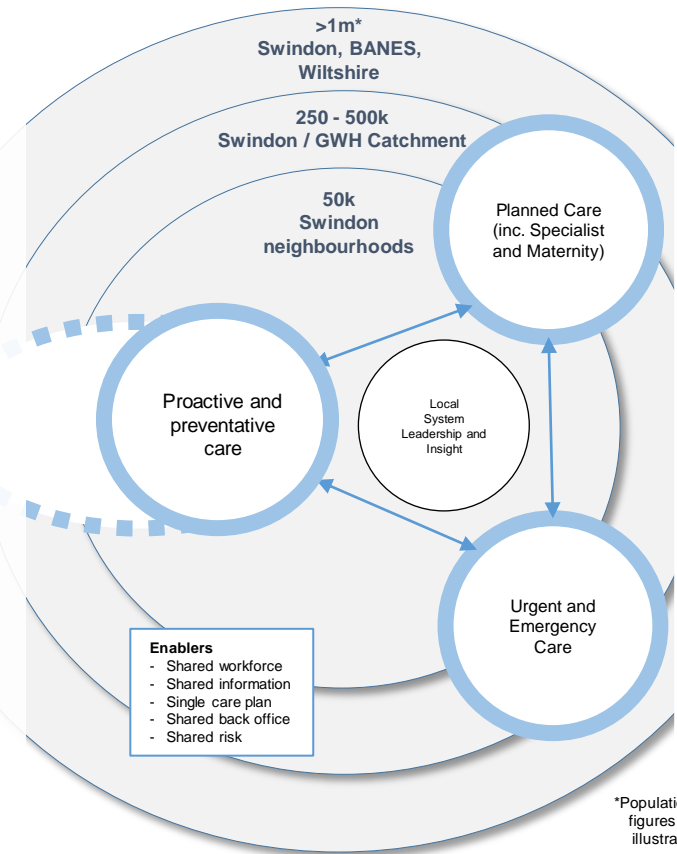 >1m*
Swindon, BANES,
Wiltshire
250 - 500k
Swindon / GWH Catchment
50k
Swindon
neighbourhoods
Planned Care
(inc. Specialist
and Maternity)
Proactive and
preventative
care
Local
System
Leadership and
Insight
Urgent and
Emergency
Care
Enablers
- Shared workforce
- Shared information
- Single care plan
- Shared back office
- Shared risk
figures